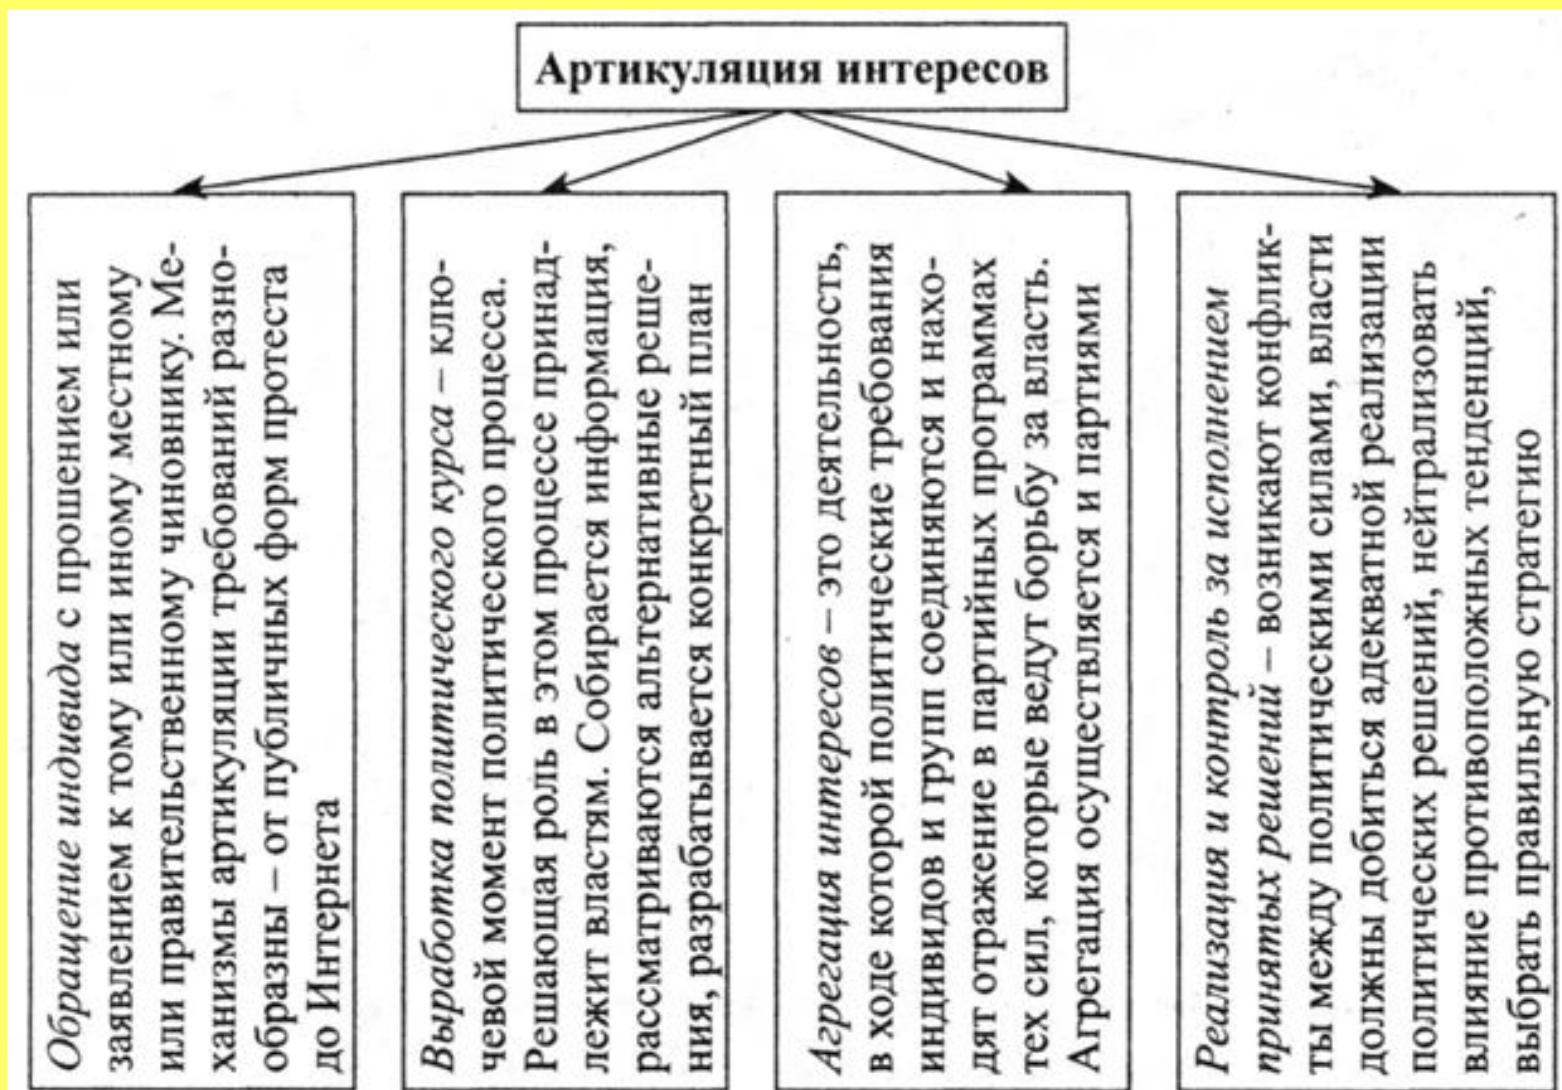 Артикуляция интересов
Обращение индивида с прошением или
заявлением к тому или иному местному
или правительственному чиновнику. Ме-
ханизмы артикуляции требований разно-
образны – от публичных форм протеста
до Интернета
Выработка политического курса – клю-
чевой момент политического процесса.
Решающая роль в этом процессе принад-
лежит властям. Собирается информация,
рассматриваются альтернативные реше-
ния, разрабатывается конкретный план
Агрегация интересов – это деятельность,
в ходе которой политические требования
индивидов и групп соединяются и нахо-
дят отражение в партийных программах
тех сил, которые ведут борьбу за власть.
Агрегация осуществляется и партиями
Реализация и контроль за исполнением
принятых решений – возникают конфлик-
ты между политическими силами, власти
должны добиться адекватной реализации
политических решений, нейтрализовать
влияние противоположных тенденций,
выбрать правильную стратегию